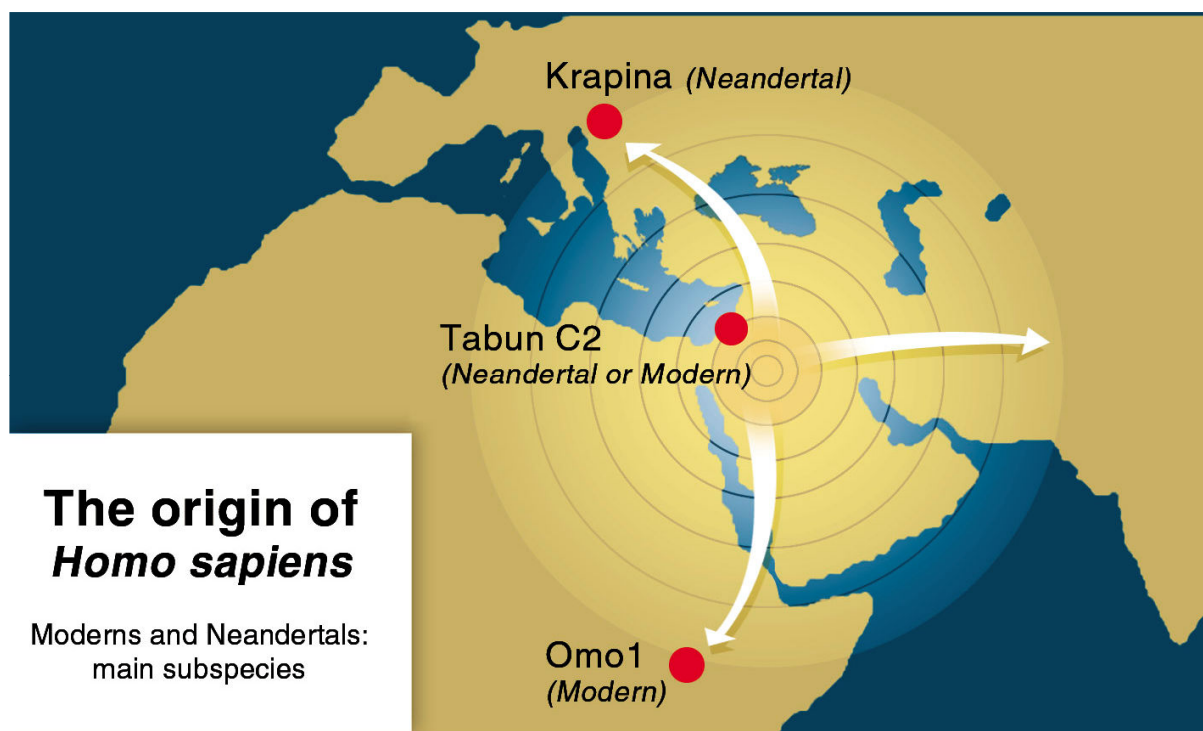 Krapina (Neandertal)
Tabun C2
(Neandertal or Modern)
The origin of
Homo sapiens
Moderns and Neandertals:
main subspecies
Omo1
(Modern)